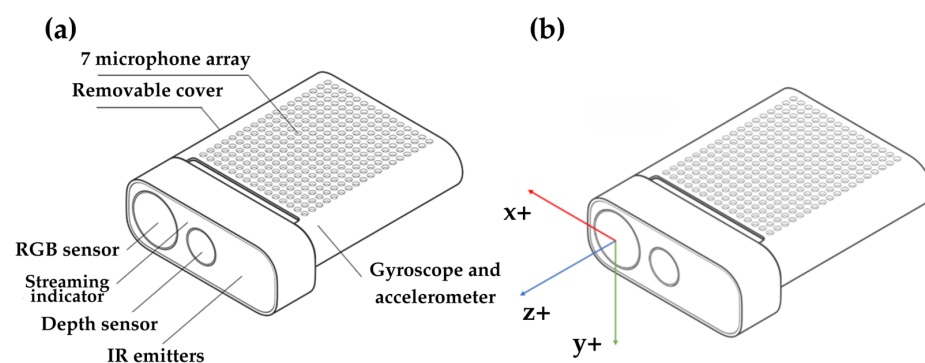 (a)
7 microphone array
Removable cover
RGB sensor
Streaming
indicator
Depth sensor
IR emitters
Gyroscope and
accelerometer
(b)
x+
z+
y+